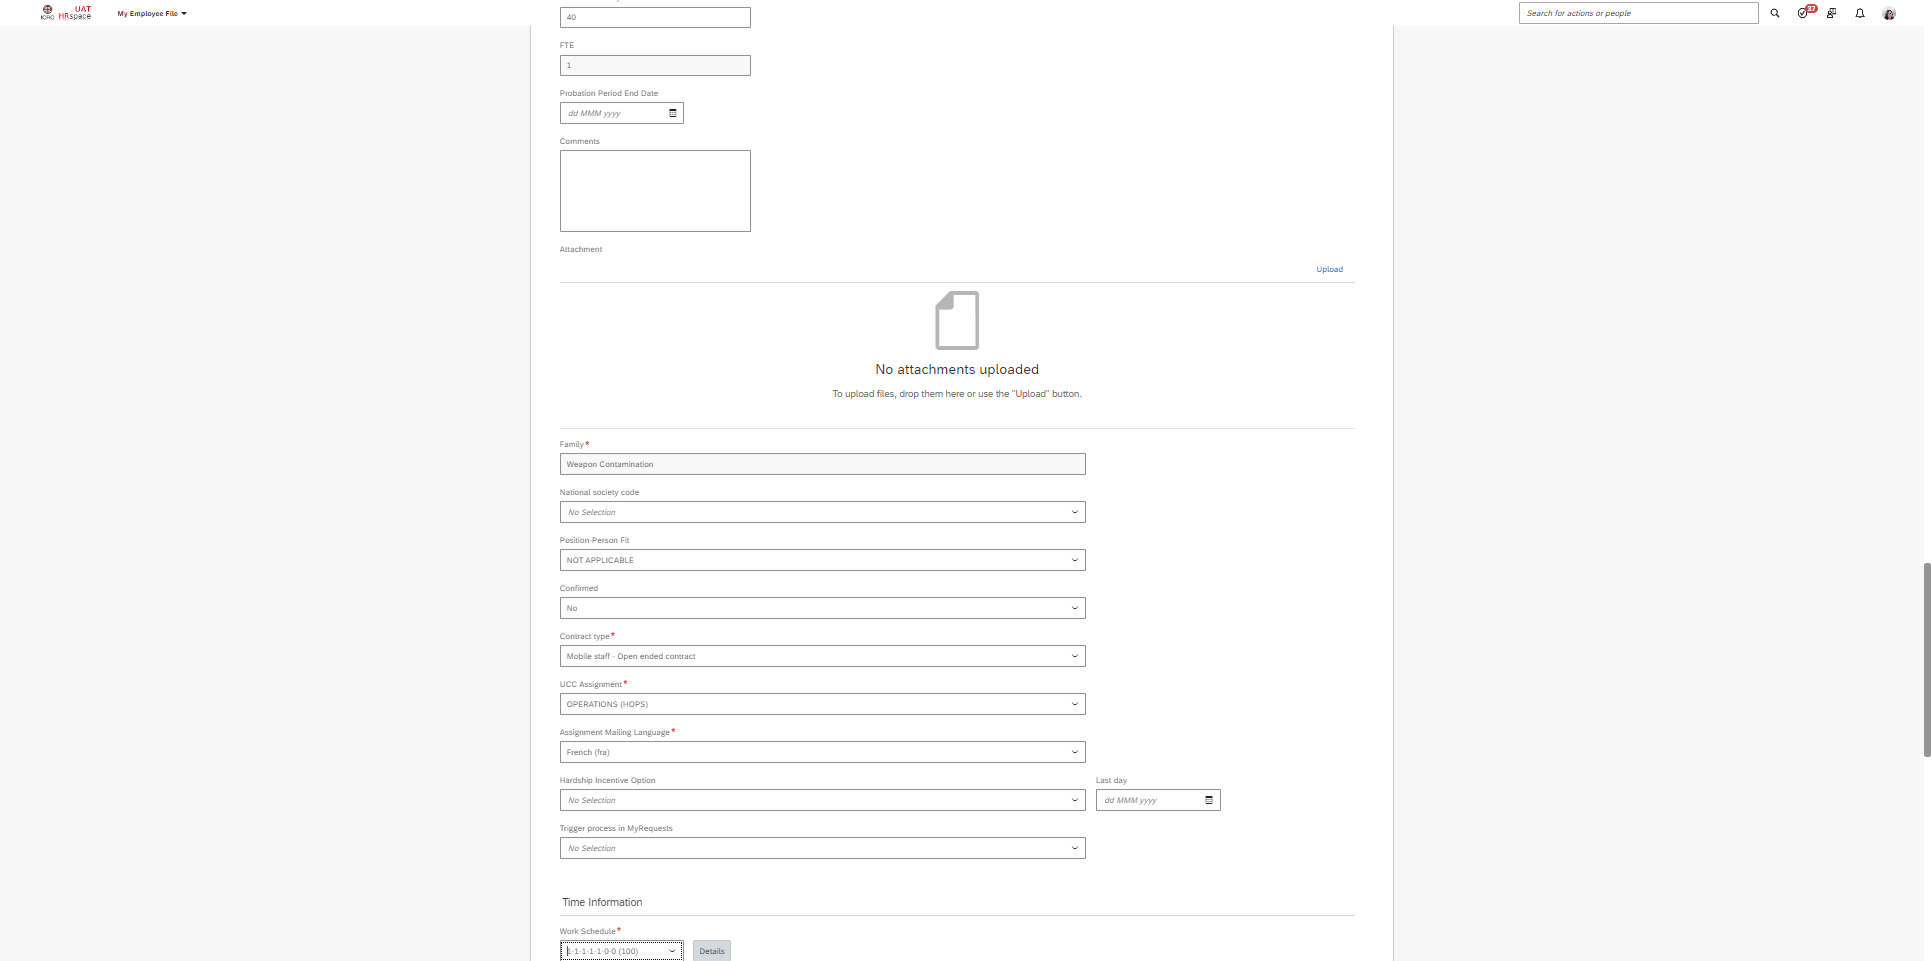 ICRC UAT HRspace
My Employee File
Search for actions or people
37
40
FTE
1
Probation Period End Date
dd MMM yyyy
Comments
Attachment
Upload
No attachments uploaded
To upload files, drop them here or use the "Upload" button.
Family*
Weapon Contamination
National society code
No Selection
Position-Person Fit
NOT APPLICABLE
Confirmed
No
Contract type*
Mobile staff - Open ended contract
UCC Assignment*
OPERATIONS (HOPS)
Assignment Mailing Language*
French (fra)
Hardship Incentive Option Last day
No Selection dd MMM yyyy
Trigger process in MyRequests
No Selection
Time Information
Work Schedule*
1-1-1-1-1-0-0 (100) Details